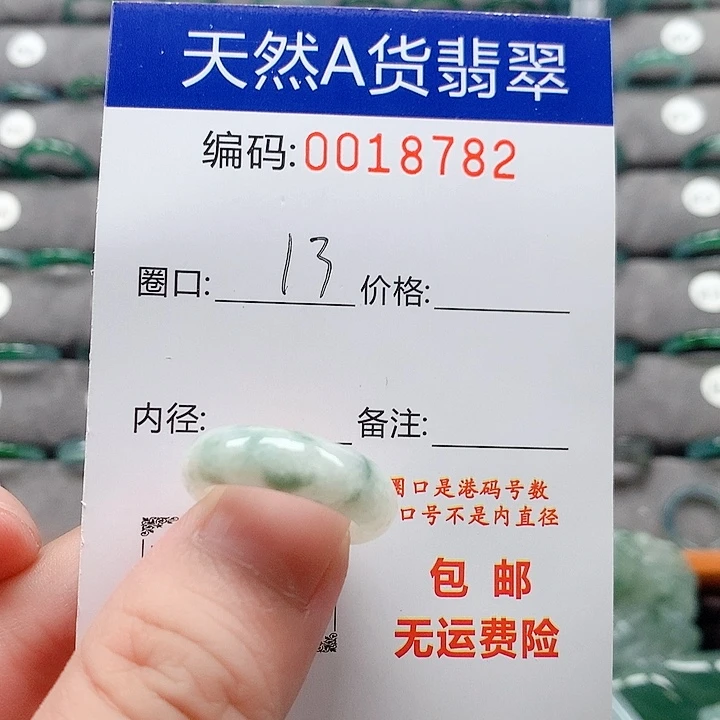 天然A货翡翠
编码:0018782
圈口: 13 价格:
内径: 备注:
圈口是港码号数
口号不是内直径
包邮
无运费险